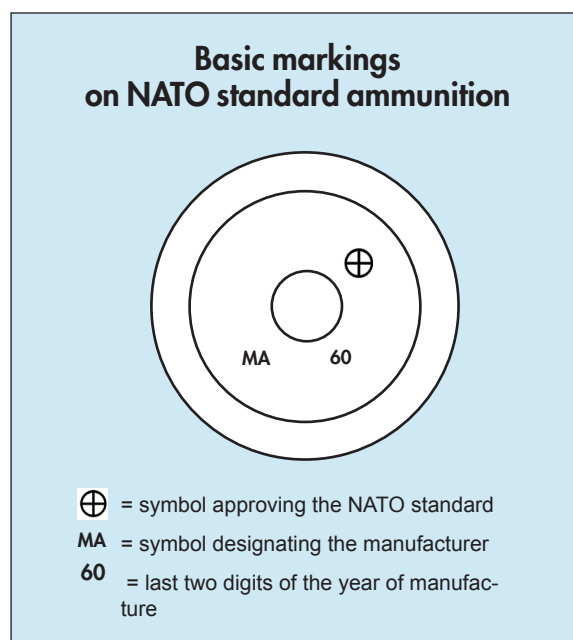 Basic markings
on NATO standard ammunition
MA 60
⊕ = symbol approving the NATO standard
MA = symbol designating the manufacturer
60 = last two digits of the year of manufac-
ture